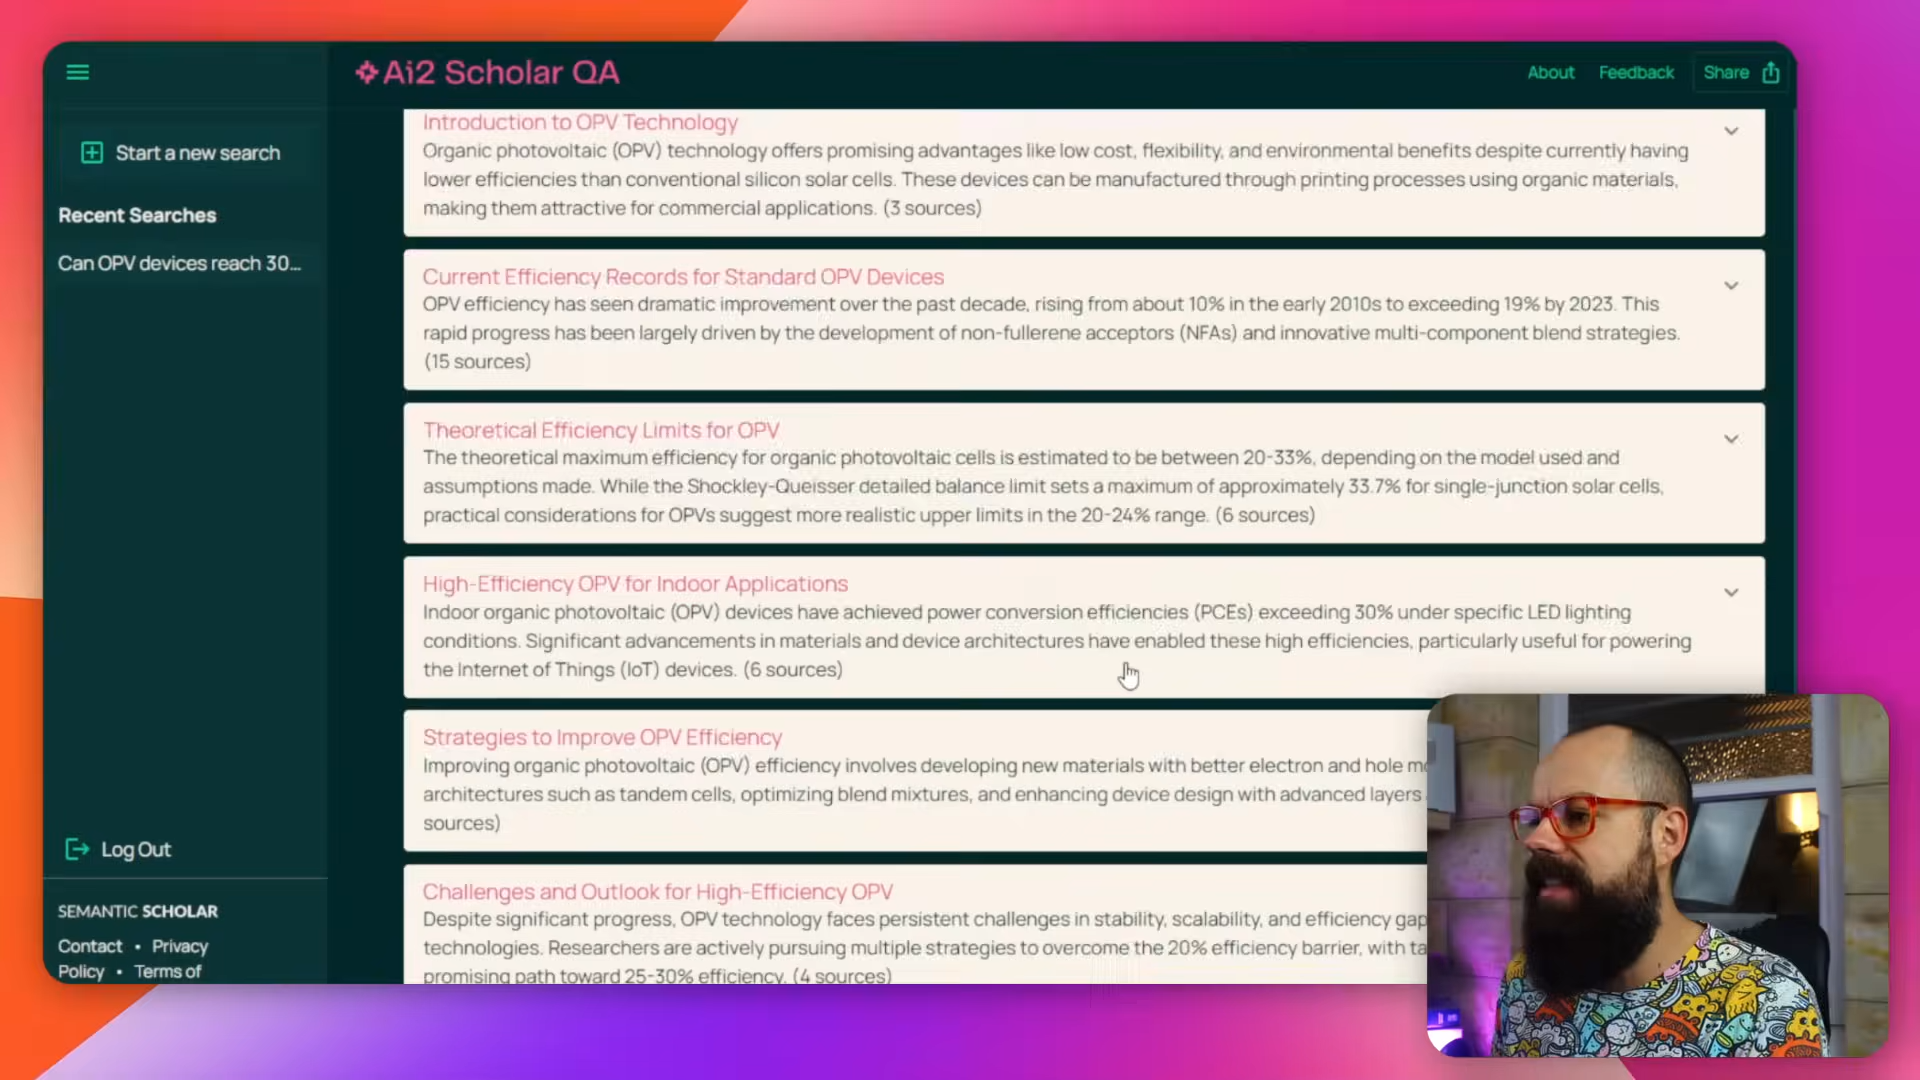 Ai2 Scholar QA
About
Feedback
Share
Start a new search
Recent Searches
Can OPV devices reach 30...
Log Out
SEMANTIC SCHOLAR
Contact • Privacy
Policy • Terms of
Introduction to OPV Technology
Organic photovoltaic (OPV) technology offers promising advantages like low cost, flexibility, and environmental benefits despite currently having
lower efficiencies than conventional silicon solar cells. These devices can be manufactured through printing processes using organic materials,
making them attractive for commercial applications. (3 sources)
Current Efficiency Records for Standard OPV Devices
OPV efficiency has seen dramatic improvement over the past decade, rising from about 10% in the early 2010s to exceeding 19% by 2023. This
rapid progress has been largely driven by the development of non-fullerene acceptors (NFAs) and innovative multi-component blend strategies.
(15 sources)
Theoretical Efficiency Limits for OPV
The theoretical maximum efficiency for organic photovoltaic cells is estimated to be between 20-33%, depending on the model used and
assumptions made. While the Shockley-Queisser detailed balance limit sets a maximum of approximately 33.7% for single-junction solar cells,
practical considerations for OPVs suggest more realistic upper limits in the 20-24% range. (6 sources)
High-Efficiency OPV for Indoor Applications
Indoor organic photovoltaic (OPV) devices have achieved power conversion efficiencies (PCEs) exceeding 30% under specific LED lighting
conditions. Significant advancements in materials and device architectures have enabled these high efficiencies, particularly useful for powering
the Internet of Things (IoT) devices. (6 sources)
Strategies to Improve OPV Efficiency
Improving organic photovoltaic (OPV) efficiency involves developing new materials with better electron and hole
architectures such as tandem cells, optimizing blend mixtures, and enhancing device design with advanced layers
sources)
Challenges and Outlook for High-Efficiency OPV
Despite significant progress, OPV technology faces persistent challenges in stability, scalability, and efficiency
technologies. Researchers are actively pursuing multiple strategies to overcome the 20% efficiency barrier, with
promising path toward 25-30% efficiency. (4 sources)